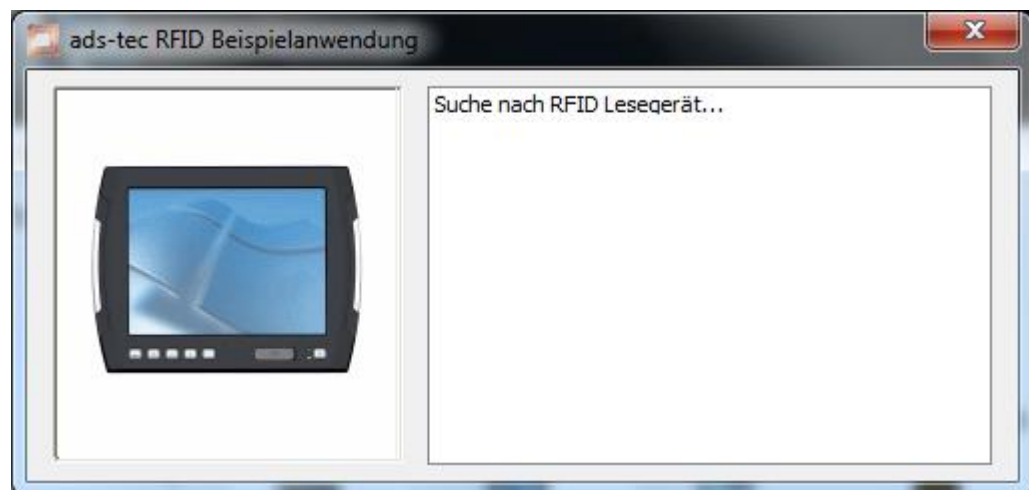 ads-tec RFID Beispielanwendung
Suche nach RFID Lesegerät...